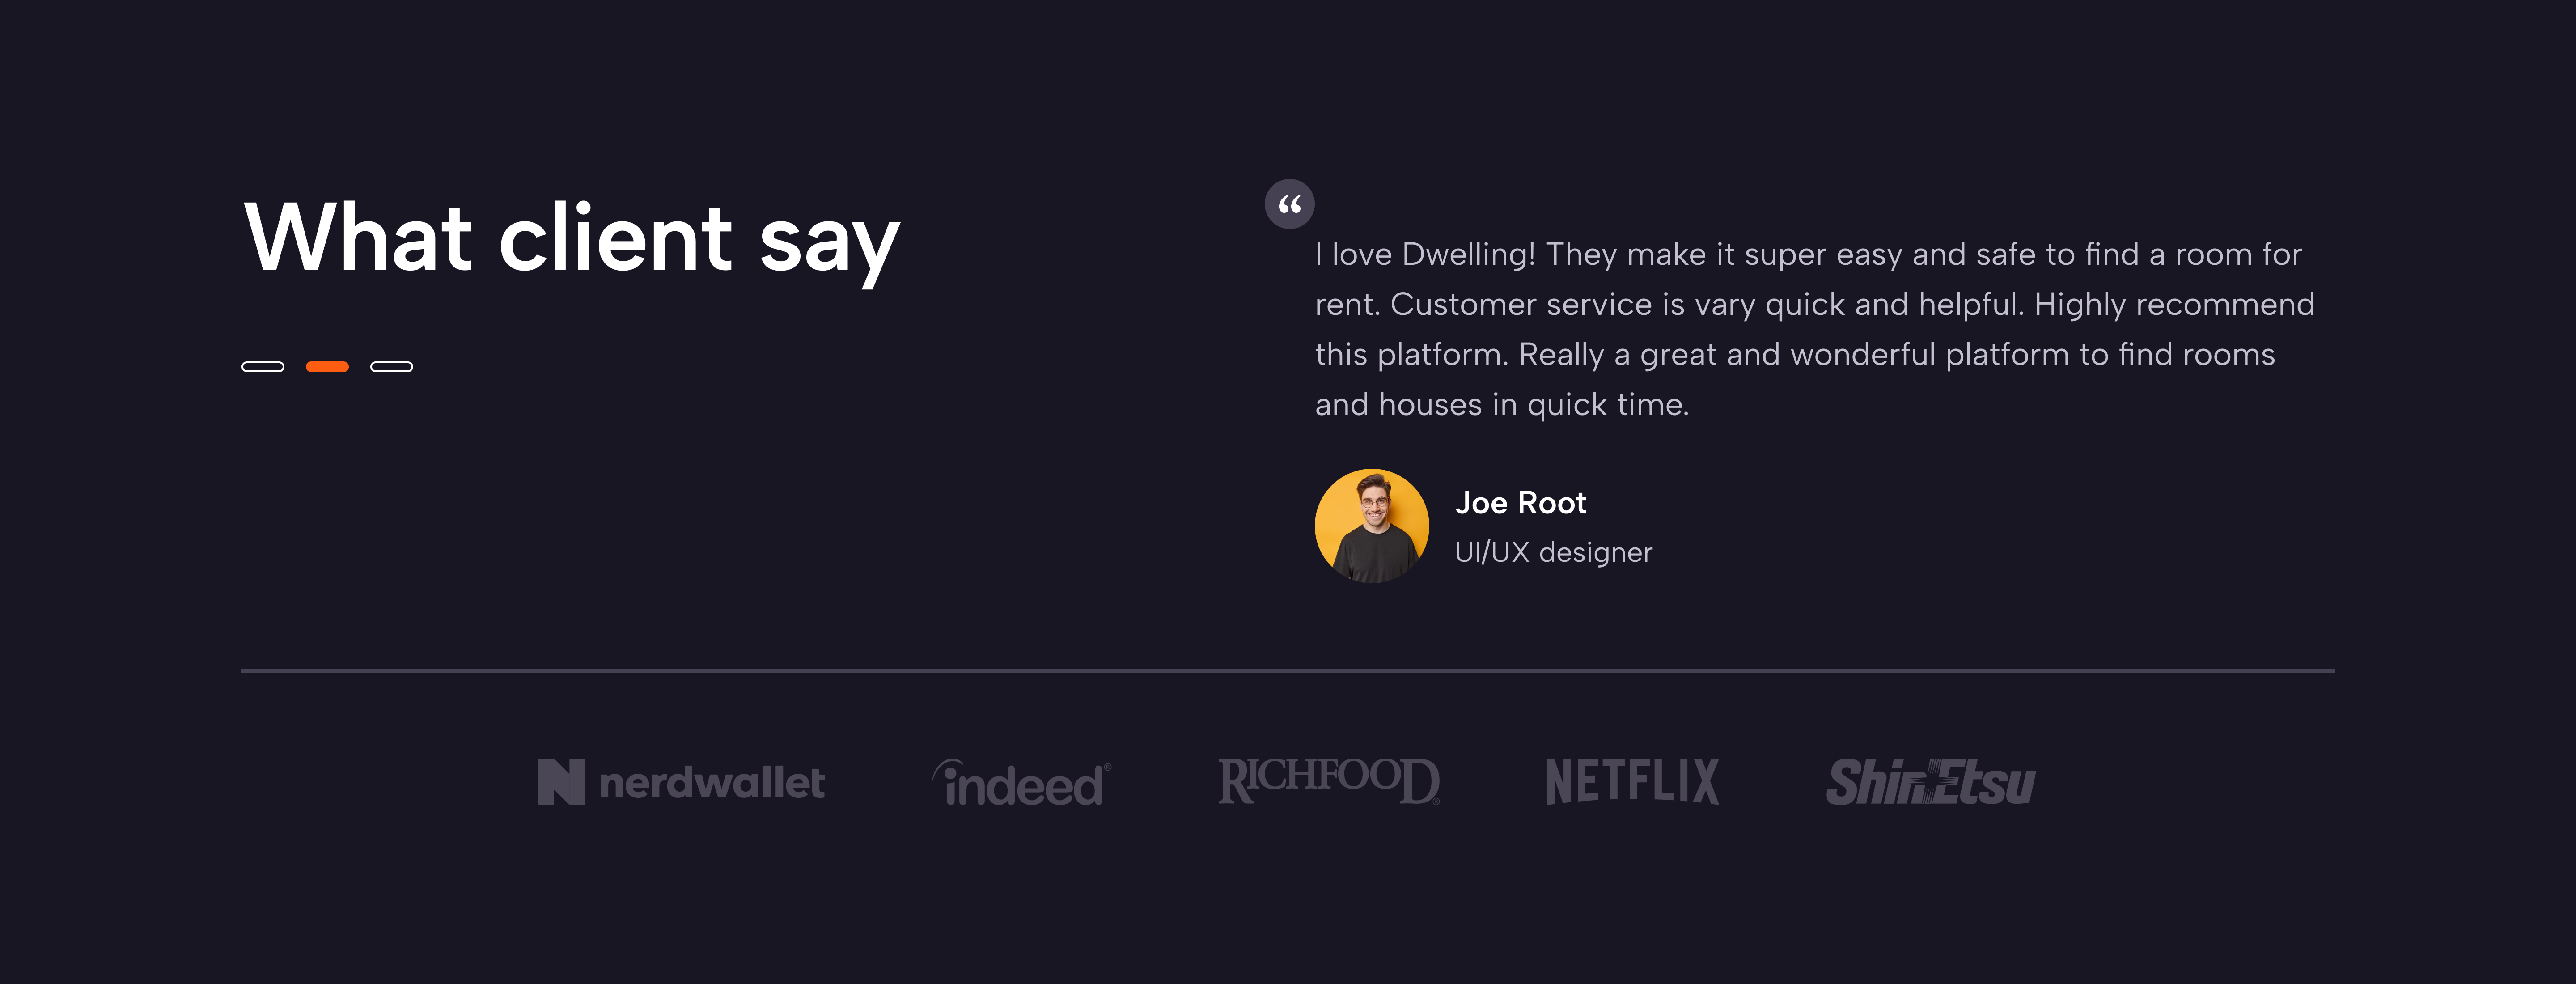 What client say
“
I love Dwelling! They make it super easy and safe to find a room for
rent. Customer service is vary quick and helpful. Highly recommend
this platform. Really a great and wonderful platform to find rooms
and houses in quick time.
Joe Root
UI/UX designer
N nerdwallet
indeed®
RICHFOOD®
NETFLIX
ShinEtsu